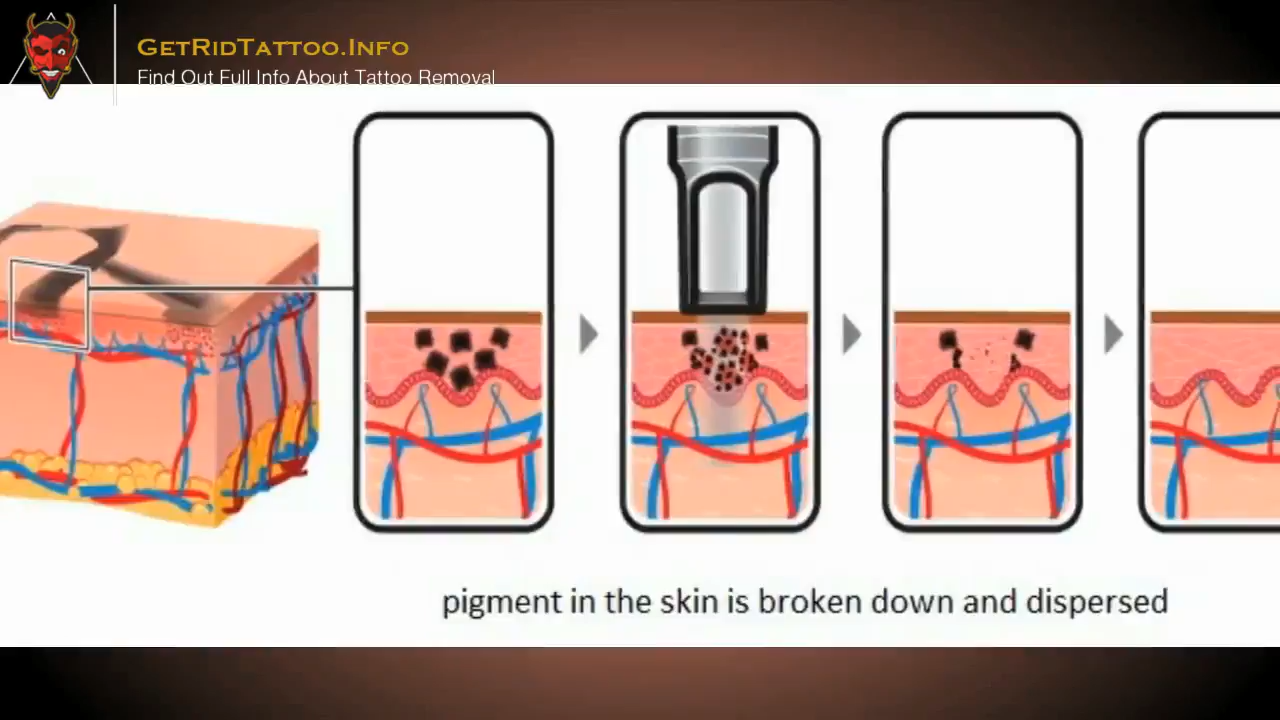 GetRidTattoo.Info
Find Out Full Info About Tattoo Removal
pigment in the skin is broken down and dispersed